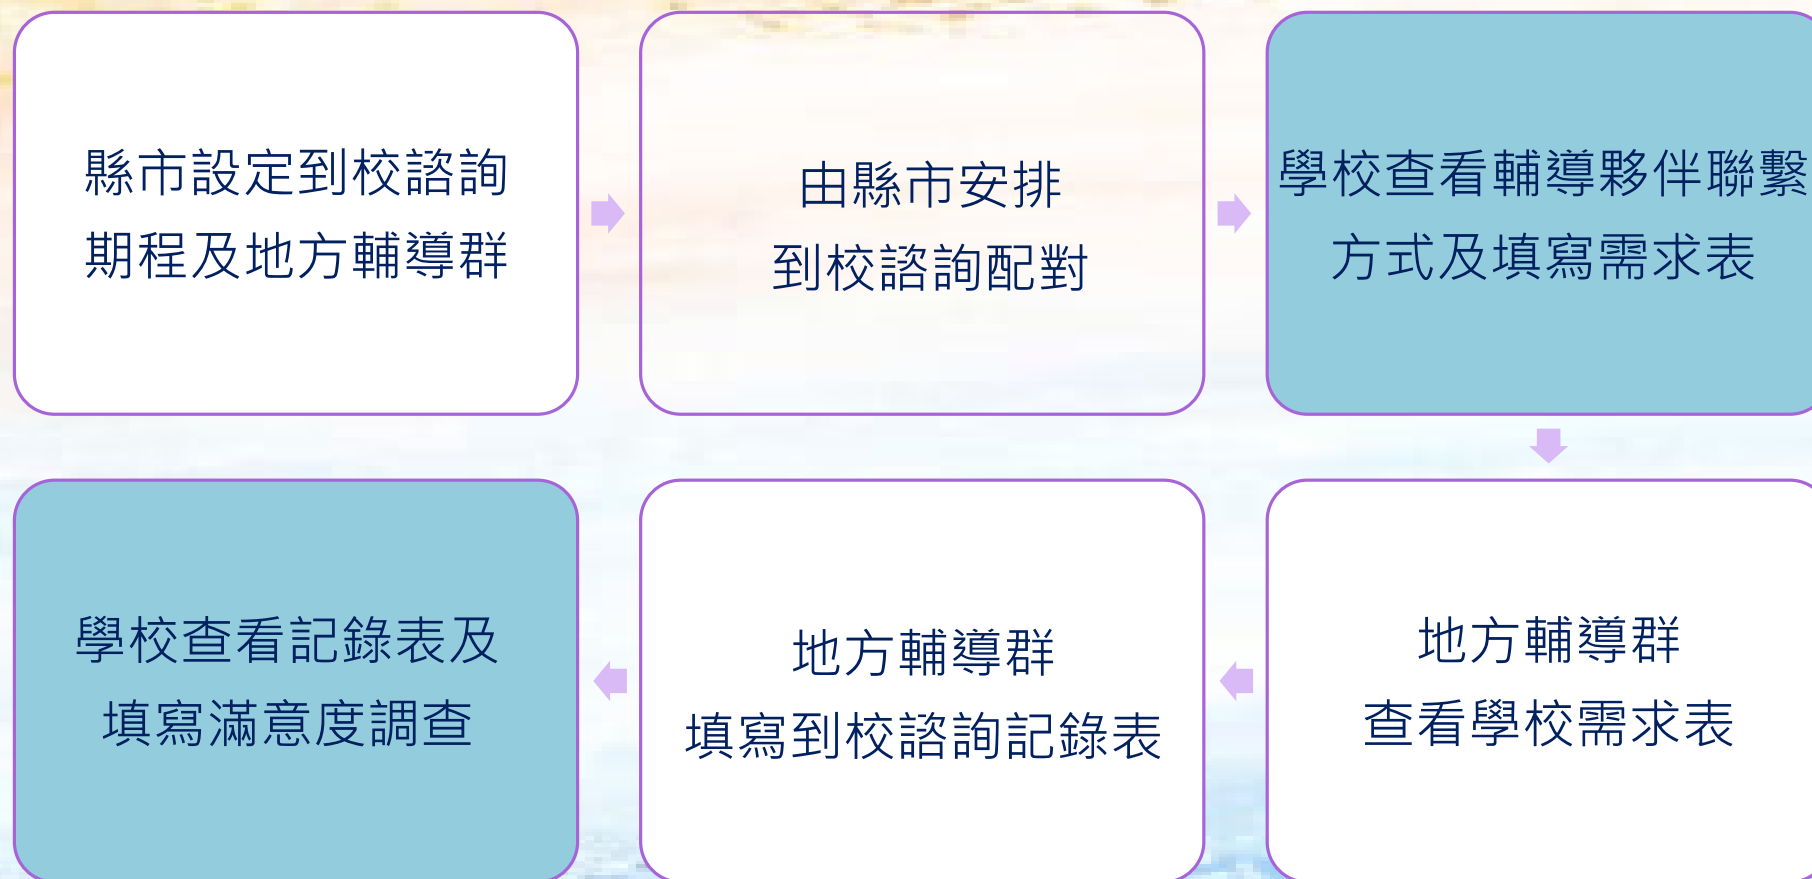 縣市設定到校諮詢
期程及地方輔導群
由縣市安排
到校諮詢配對
學校查看輔導夥伴聯繫
方式及填寫需求表
地方輔導群
查看學校需求表
地方輔導群
填寫到校諮詢記錄表
學校查看記錄表及
填寫滿意度調查